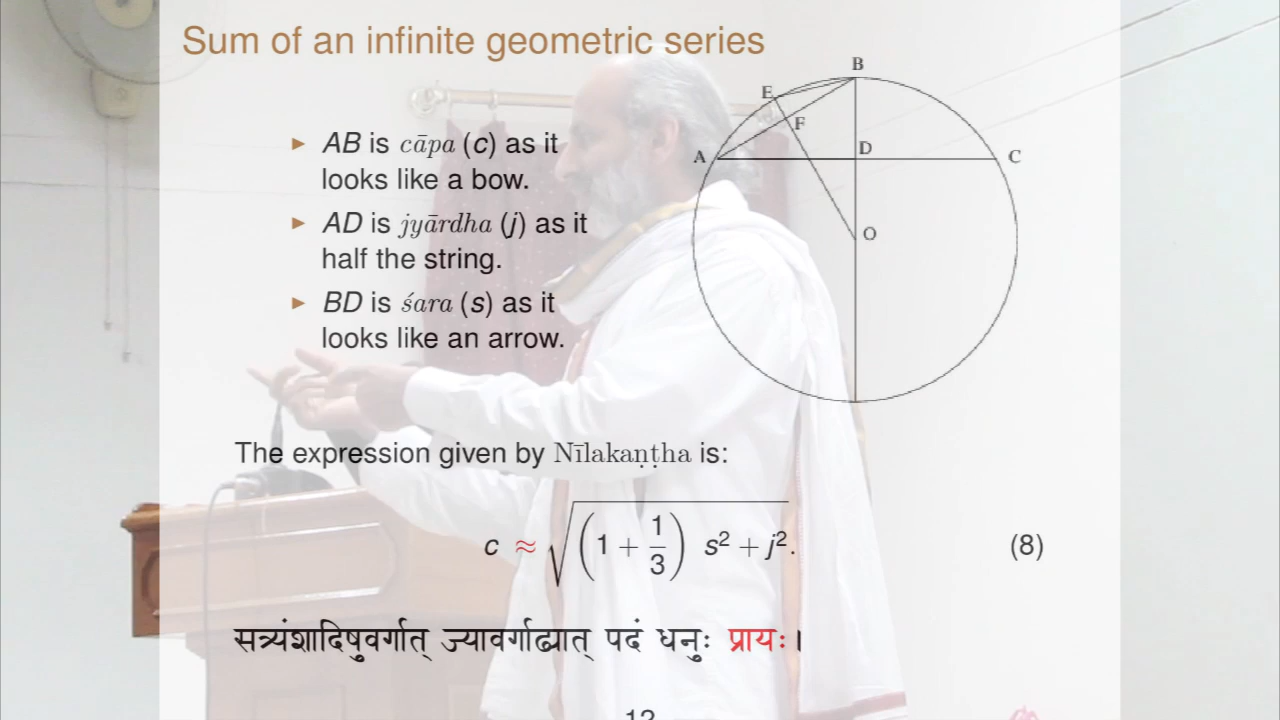 Sum of an infinite geometric series
▸ AB is cāpa (c) as it
looks like a bow.
▸ AD is jyārdha (j) as it
half the string.
▸ BD is śara (s) as it
looks like an arrow.
B
E
F
A
D
C
O
The expression given by Nīlakaṇṭha is:
c ≈ √((1 + 1/3) s² + j²). (8)
सत्र्यंशादिषुवर्गात् ज्यावर्गाढ्यात् पदं धनुः प्रायः ।
12